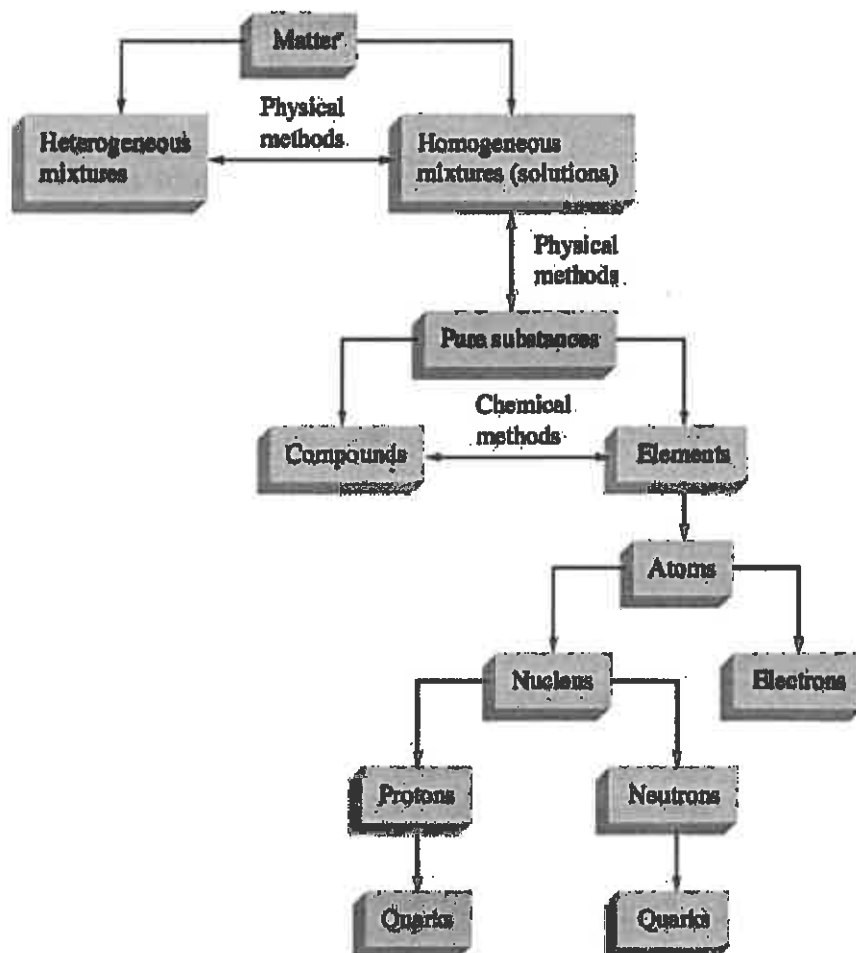 Matter
Physical
methods
Heterogeneous
mixtures
Homogeneous
mixtures (solutions)
Physical
methods
Pure substances
Chemical
methods
Compounds
Elements
Atoms
Nucleus
Electrons
Protons
Neutrons
Quarks
Quarks